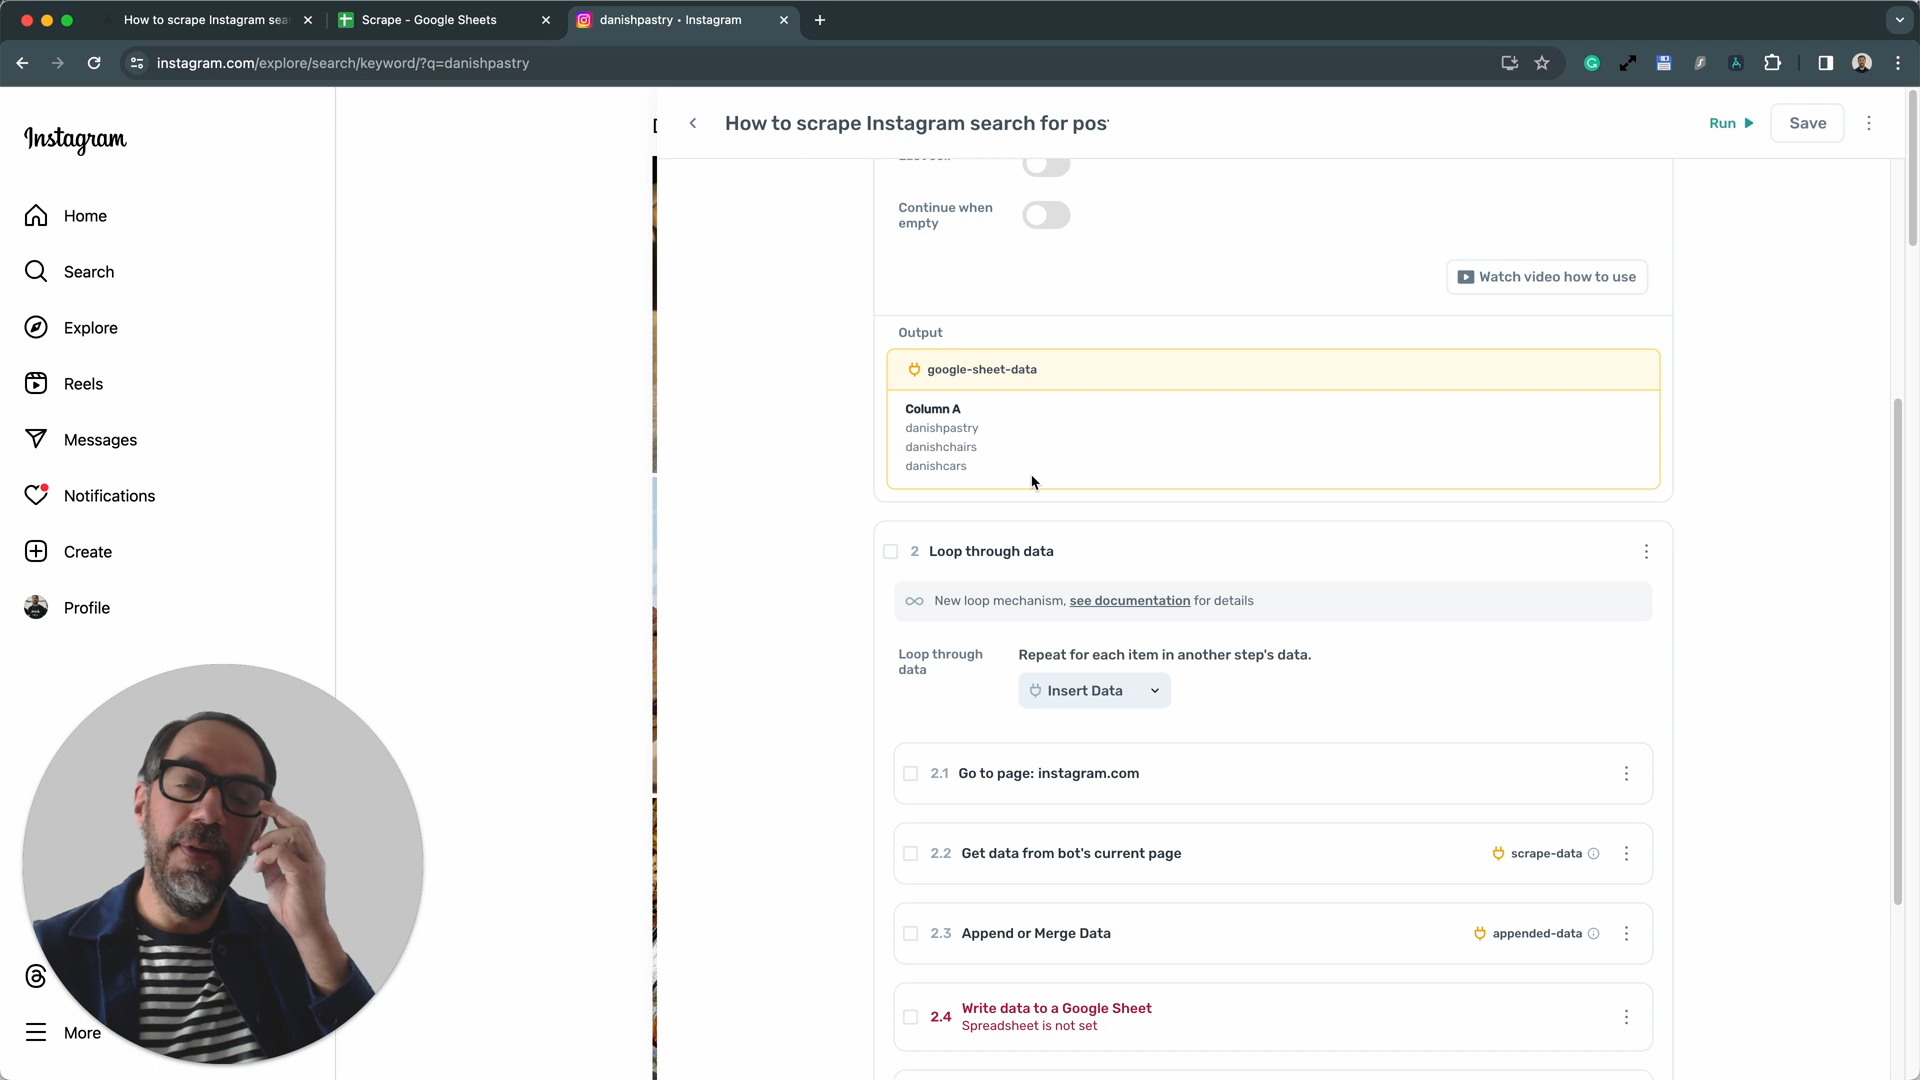 How to scrape Instagram sea
Scrape - Google Sheets
danishpastry • Instagram
instagram.com/explore/search/keyword/?q=danishpastry
Instagram
Home
Search
Explore
Reels
Messages
Notifications
Create
Profile
More
How to scrape Instagram search for pos
Run
Save
Continue when
empty
Watch video how to use
Output
google-sheet-data
Column A
danishpastry
danishchairs
danishcars
2 Loop through data
New loop mechanism, see documentation for details
Loop through
data
Repeat for each item in another step's data.
Insert Data
2.1 Go to page: instagram.com
2.2 Get data from bot's current page
scrape-data
2.3 Append or Merge Data
appended-data
2.4 Write data to a Google Sheet
Spreadsheet is not set